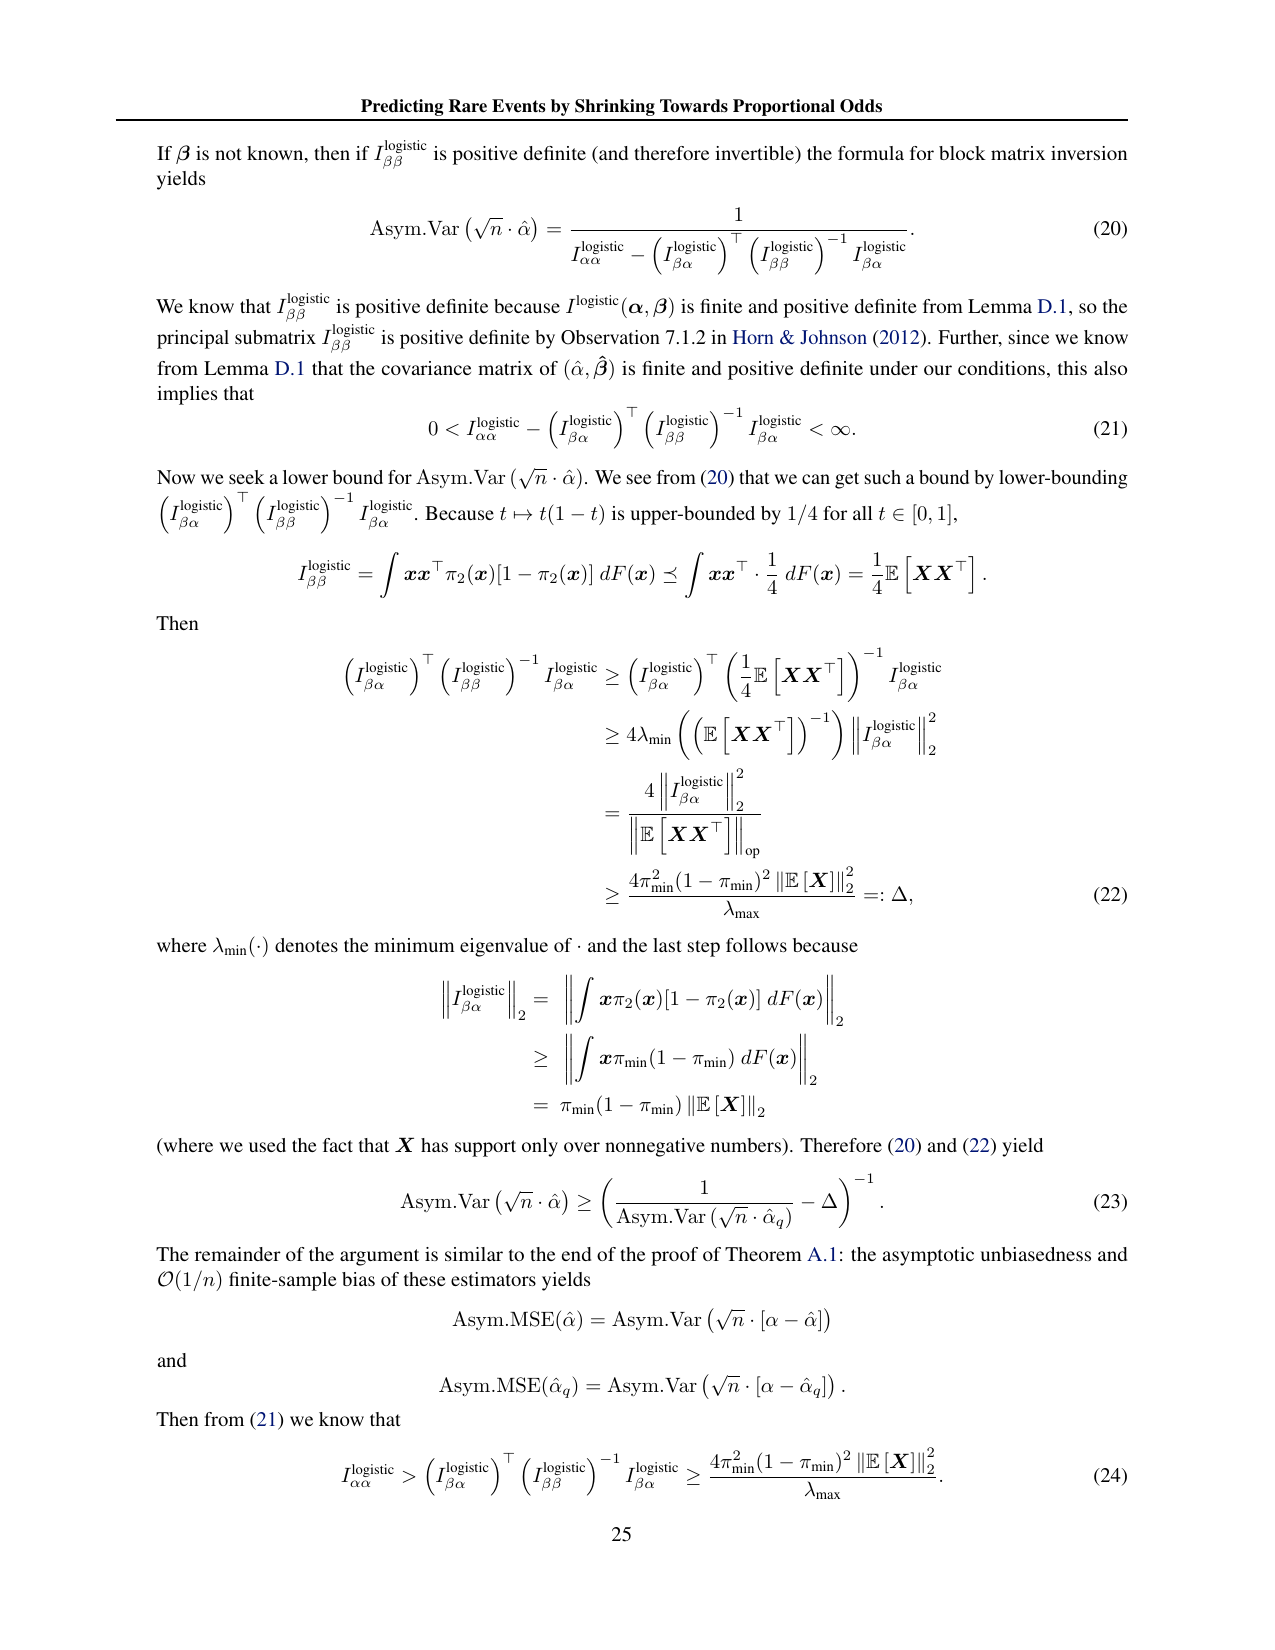 Predicting Rare Events by Shrinking Towards Proportional Odds
If $\boldsymbol{\beta}$ is not known, then if $I_{\beta\beta}^{\text{logistic}}$ is positive definite (and therefore invertible) the formula for block matrix inversion
yields
$$\text{Asym.Var}\left(\sqrt{n} \cdot \hat{\alpha}\right) = \frac{1}{I_{\alpha\alpha}^{\text{logistic}} - \left(I_{\beta\alpha}^{\text{logistic}}\right)^\top \left(I_{\beta\beta}^{\text{logistic}}\right)^{-1} I_{\beta\alpha}^{\text{logistic}}}. \quad (20)$$
We know that $I_{\beta\beta}^{\text{logistic}}$ is positive definite because $I^{\text{logistic}}(\boldsymbol{\alpha}, \boldsymbol{\beta})$ is finite and positive definite from Lemma D.1, so the
principal submatrix $I_{\beta\beta}^{\text{logistic}}$ is positive definite by Observation 7.1.2 in Horn & Johnson (2012). Further, since we know
from Lemma D.1 that the covariance matrix of $(\hat{\alpha}, \hat{\boldsymbol{\beta}})$ is finite and positive definite under our conditions, this also
implies that
$$0 < I_{\alpha\alpha}^{\text{logistic}} - \left(I_{\beta\alpha}^{\text{logistic}}\right)^\top \left(I_{\beta\beta}^{\text{logistic}}\right)^{-1} I_{\beta\alpha}^{\text{logistic}} < \infty. \quad (21)$$
Now we seek a lower bound for $\text{Asym.Var}(\sqrt{n} \cdot \hat{\alpha})$. We see from (20) that we can get such a bound by lower-bounding
$\left(I_{\beta\alpha}^{\text{logistic}}\right)^\top \left(I_{\beta\beta}^{\text{logistic}}\right)^{-1} I_{\beta\alpha}^{\text{logistic}}$. Because $t \mapsto t(1-t)$ is upper-bounded by $1/4$ for all $t \in [0, 1]$,
$$I_{\beta\beta}^{\text{logistic}} = \int \boldsymbol{x}\boldsymbol{x}^\top \pi_2(\boldsymbol{x})[1 - \pi_2(\boldsymbol{x})] \, dF(\boldsymbol{x}) \preceq \int \boldsymbol{x}\boldsymbol{x}^\top \cdot \frac{1}{4} \, dF(\boldsymbol{x}) = \frac{1}{4}\mathbb{E}\left[\boldsymbol{X}\boldsymbol{X}^\top\right].$$
Then
$$\left(I_{\beta\alpha}^{\text{logistic}}\right)^\top \left(I_{\beta\beta}^{\text{logistic}}\right)^{-1} I_{\beta\alpha}^{\text{logistic}} \geq \left(I_{\beta\alpha}^{\text{logistic}}\right)^\top \left(\frac{1}{4}\mathbb{E}\left[\boldsymbol{X}\boldsymbol{X}^\top\right]\right)^{-1} I_{\beta\alpha}^{\text{logistic}}$$
$$\geq 4\lambda_{\min}\left(\left(\mathbb{E}\left[\boldsymbol{X}\boldsymbol{X}^\top\right]\right)^{-1}\right) \left\|I_{\beta\alpha}^{\text{logistic}}\right\|_2^2$$
$$= \frac{4\left\|I_{\beta\alpha}^{\text{logistic}}\right\|_2^2}{\left\|\mathbb{E}\left[\boldsymbol{X}\boldsymbol{X}^\top\right]\right\|_{\text{op}}}$$
$$\geq \frac{4\pi_{\min}^2(1 - \pi_{\min})^2 \left\|\mathbb{E}[\boldsymbol{X}]\right\|_2^2}{\lambda_{\max}} =: \Delta, \quad (22)$$
where $\lambda_{\min}(\cdot)$ denotes the minimum eigenvalue of $\cdot$ and the last step follows because
$$\left\|I_{\beta\alpha}^{\text{logistic}}\right\|_2 = \left\|\int \boldsymbol{x}\pi_2(\boldsymbol{x})[1 - \pi_2(\boldsymbol{x})] \, dF(\boldsymbol{x})\right\|_2$$
$$\geq \left\|\int \boldsymbol{x}\pi_{\min}(1 - \pi_{\min}) \, dF(\boldsymbol{x})\right\|_2$$
$$= \pi_{\min}(1 - \pi_{\min}) \left\|\mathbb{E}[\boldsymbol{X}]\right\|_2$$
(where we used the fact that $\boldsymbol{X}$ has support only over nonnegative numbers). Therefore (20) and (22) yield
$$\text{Asym.Var}\left(\sqrt{n} \cdot \hat{\alpha}\right) \geq \left(\frac{1}{\text{Asym.Var}\left(\sqrt{n} \cdot \hat{\alpha}_q\right)} - \Delta\right)^{-1}. \quad (23)$$
The remainder of the argument is similar to the end of the proof of Theorem A.1: the asymptotic unbiasedness and
$\mathcal{O}(1/n)$ finite-sample bias of these estimators yields
$$\text{Asym.MSE}(\hat{\alpha}) = \text{Asym.Var}\left(\sqrt{n} \cdot [\alpha - \hat{\alpha}]\right)$$
and
$$\text{Asym.MSE}(\hat{\alpha}_q) = \text{Asym.Var}\left(\sqrt{n} \cdot [\alpha - \hat{\alpha}_q]\right).$$
Then from (21) we know that
$$I_{\alpha\alpha}^{\text{logistic}} > \left(I_{\beta\alpha}^{\text{logistic}}\right)^\top \left(I_{\beta\beta}^{\text{logistic}}\right)^{-1} I_{\beta\alpha}^{\text{logistic}} \geq \frac{4\pi_{\min}^2(1 - \pi_{\min})^2 \left\|\mathbb{E}[\boldsymbol{X}]\right\|_2^2}{\lambda_{\max}}. \quad (24)$$
25